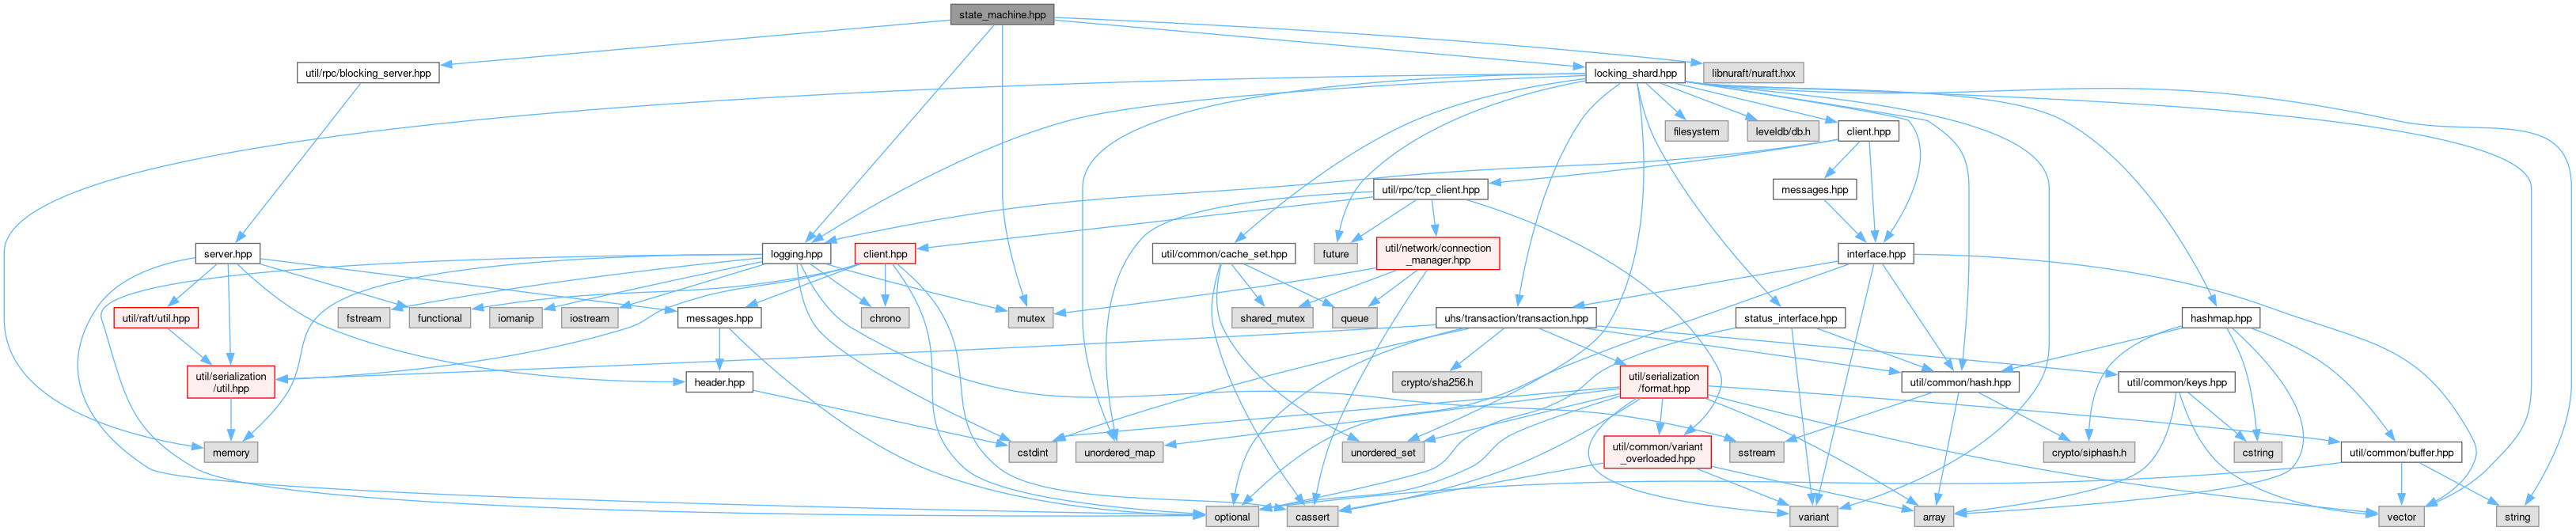 state_machine.hpp
util/rpc/blocking_server.hpp
locking_shard.hpp
libnuraft/nuraft.hxx
filesystem
leveldb/db.h
client.hpp
util/rpc/tcp_client.hpp
messages.hpp
server.hpp
logging.hpp
client.hpp
util/common/cache_set.hpp
future
util/network/connection
_manager.hpp
interface.hpp
util/raft/util.hpp
fstream
functional
iomanip
iostream
messages.hpp
chrono
mutex
shared_mutex
queue
uhs/transaction/transaction.hpp
status_interface.hpp
hashmap.hpp
util/serialization
/util.hpp
header.hpp
crypto/sha256.h
util/serialization
/format.hpp
util/common/hash.hpp
util/common/keys.hpp
memory
cstdint
unordered_map
unordered_set
util/common/variant
_overloaded.hpp
sstream
crypto/siphash.h
cstring
util/common/buffer.hpp
optional
cassert
variant
array
vector
string